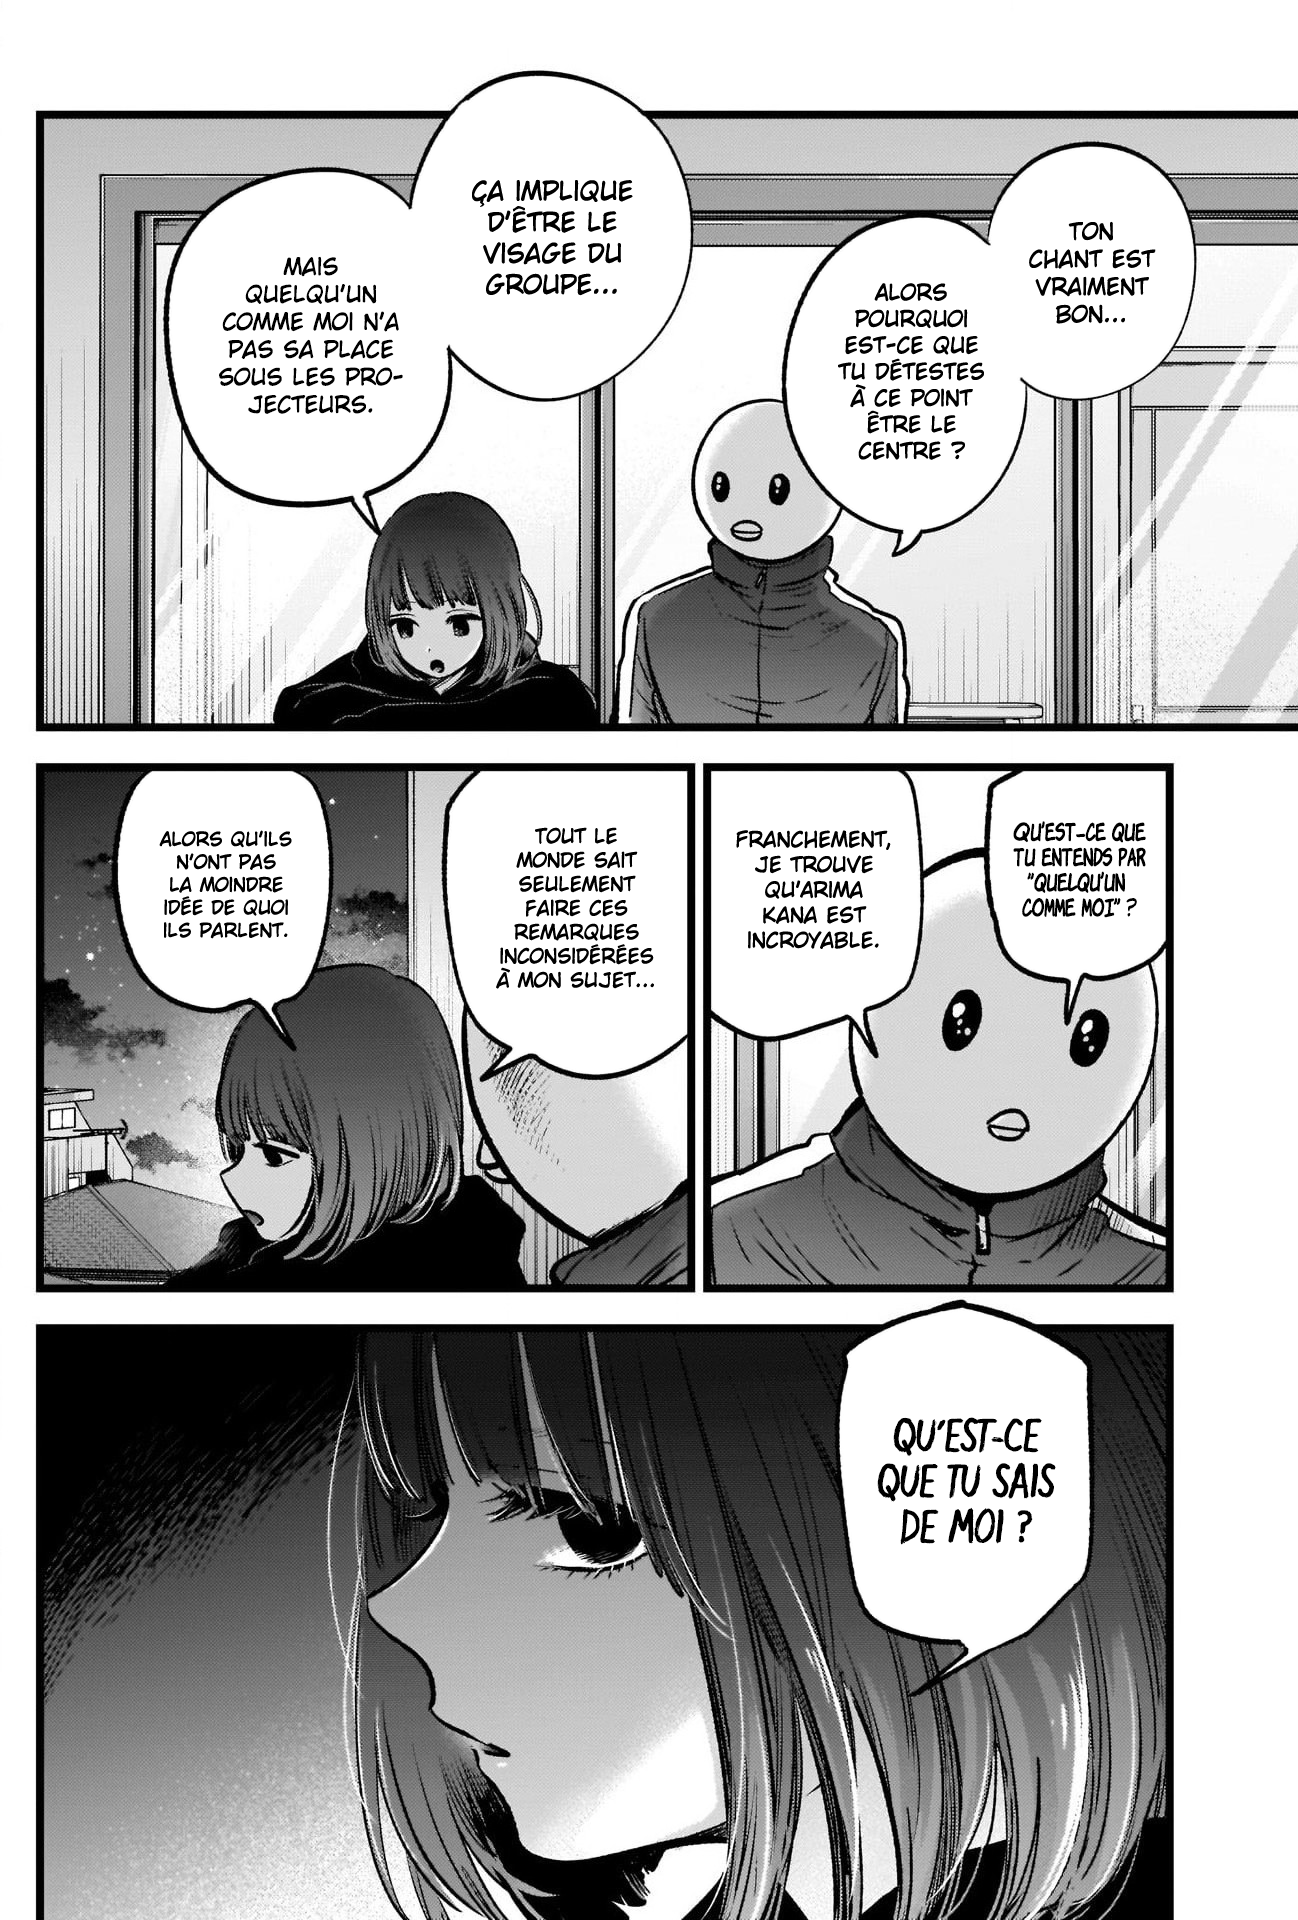 TON
CHANT EST
VRAIMENT
BON...
ALORS
POURQUOI
EST-CE QUE
TU DÉTESTES
À CE POINT
ÊTRE LE
CENTRE ?
ÇA IMPLIQUE
D'ÊTRE LE
VISAGE DU
GROUPE...
MAIS
QUELQU'UN
COMME MOI N'A
PAS SA PLACE
SOUS LES PRO-
JECTEURS.
QU'EST-CE QUE
TU ENTENDS PAR
"QUELQU'UN
COMME MOI" ?
FRANCHEMENT,
JE TROUVE
QU'ARIMA
KANA EST
INCROYABLE.
TOUT LE
MONDE SAIT
SEULEMENT
FAIRE CES
REMARQUES
INCONSIDÉRÉES
À MON SUJET...
ALORS QU'ILS
N'ONT PAS
LA MOINDRE
IDÉE DE QUOI
ILS PARLENT.
QU'EST-CE
QUE TU SAIS
DE MOI ?